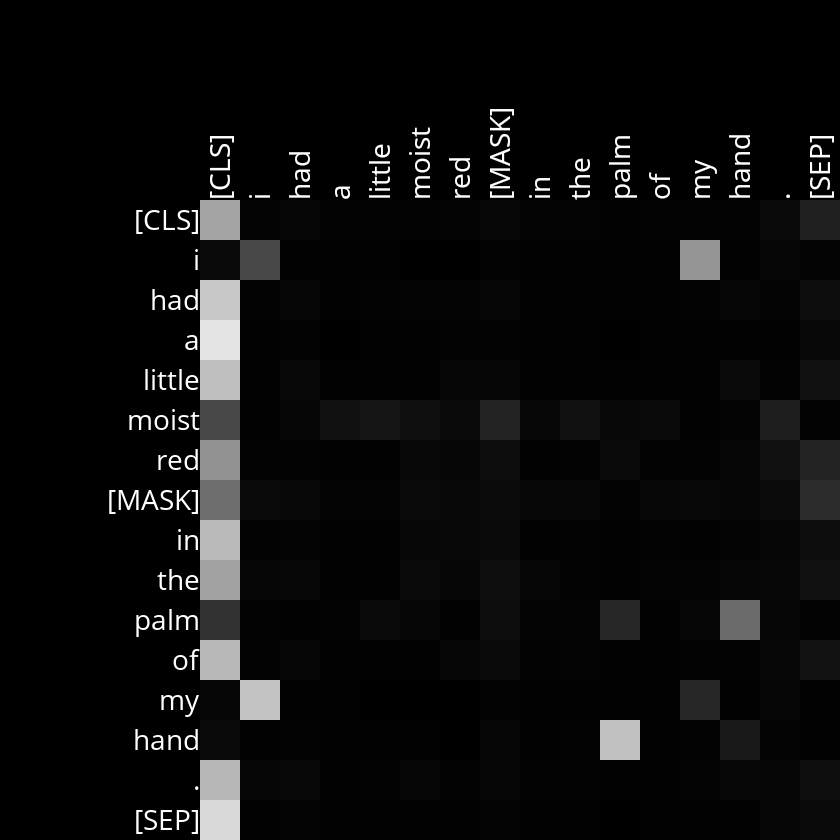 [CLS] i had a little moist red [MASK] in the palm of my hand . [SEP]
[CLS]
i
had
a
little
moist
red
[MASK]
in
the
palm
of
my
hand
.
[SEP]